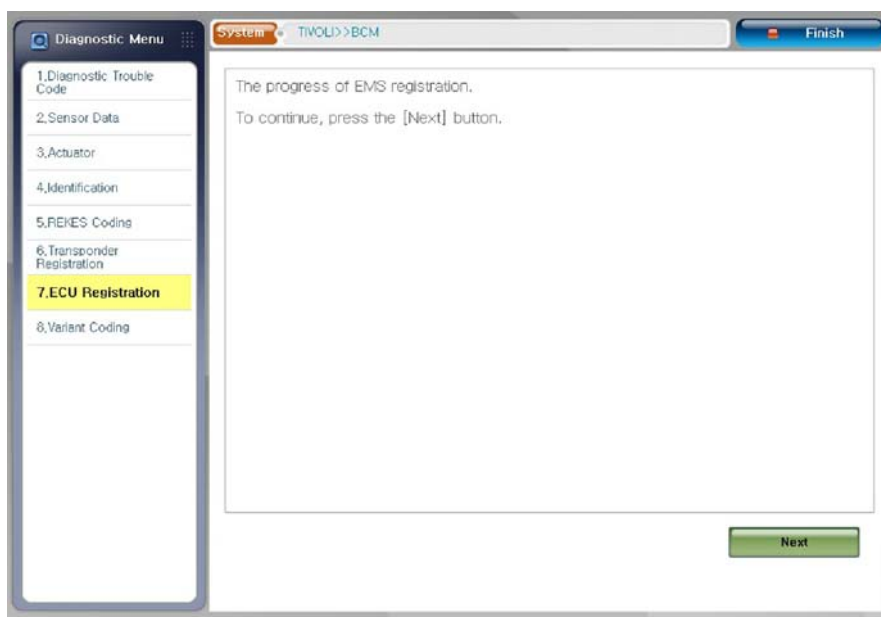 Diagnostic Menu
System
TIVOLI>>BCM
Finish
1.Diagnostic Trouble
Code
2.Sensor Data
3.Actuator
4.Identification
5.REKES Coding
6.Transponder
Registration
7.ECU Registration
8.Variant Coding
The progress of EMS registration.
To continue, press the [Next] button.
Next